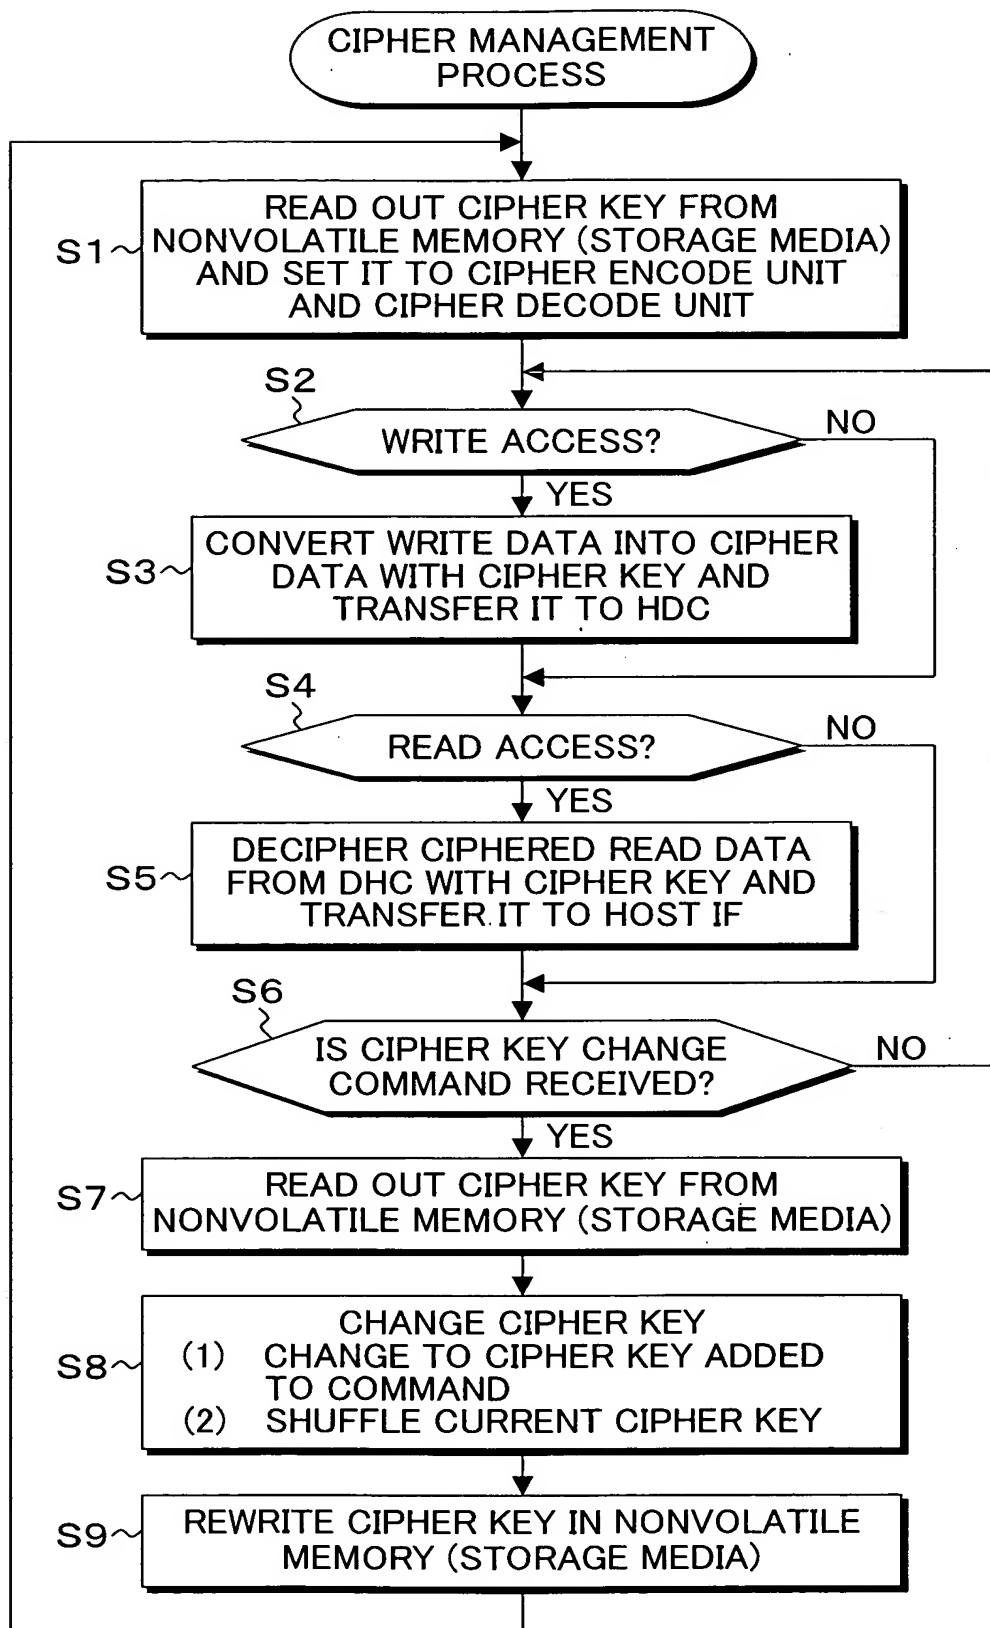 CIPHER MANAGEMENT
PROCESS
S1
READ OUT CIPHER KEY FROM
NONVOLATILE MEMORY (STORAGE MEDIA)
AND SET IT TO CIPHER ENCODE UNIT
AND CIPHER DECODE UNIT
S2
WRITE ACCESS?
NO
YES
S3
CONVERT WRITE DATA INTO CIPHER
DATA WITH CIPHER KEY AND
TRANSFER IT TO HDC
S4
READ ACCESS?
NO
YES
S5
DECIPHER CIPHERED READ DATA
FROM DHC WITH CIPHER KEY AND
TRANSFER IT TO HOST IF
S6
IS CIPHER KEY CHANGE
COMMAND RECEIVED?
NO
YES
S7
READ OUT CIPHER KEY FROM
NONVOLATILE MEMORY (STORAGE MEDIA)
S8
CHANGE CIPHER KEY
(1) CHANGE TO CIPHER KEY ADDED
TO COMMAND
(2) SHUFFLE CURRENT CIPHER KEY
S9
REWRITE CIPHER KEY IN NONVOLATILE
MEMORY (STORAGE MEDIA)